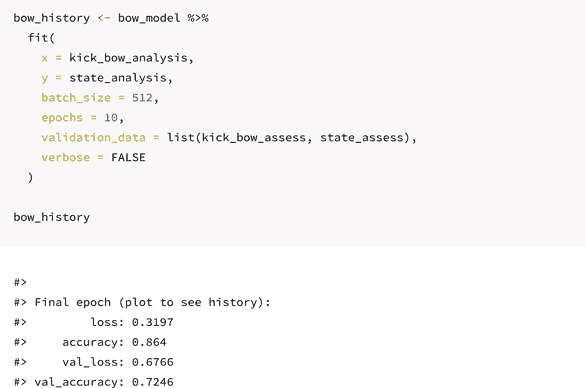 bow_history <- bow_model %>%
  fit(
    x = kick_bow_analysis,
    y = state_analysis,
    batch_size = 512,
    epochs = 10,
    validation_data = list(kick_bow_assess, state_assess),
    verbose = FALSE
  )
bow_history
#>
#> Final epoch (plot to see history):
#>         loss: 0.3197
#>     accuracy: 0.864
#>     val_loss: 0.6766
#> val_accuracy: 0.7246